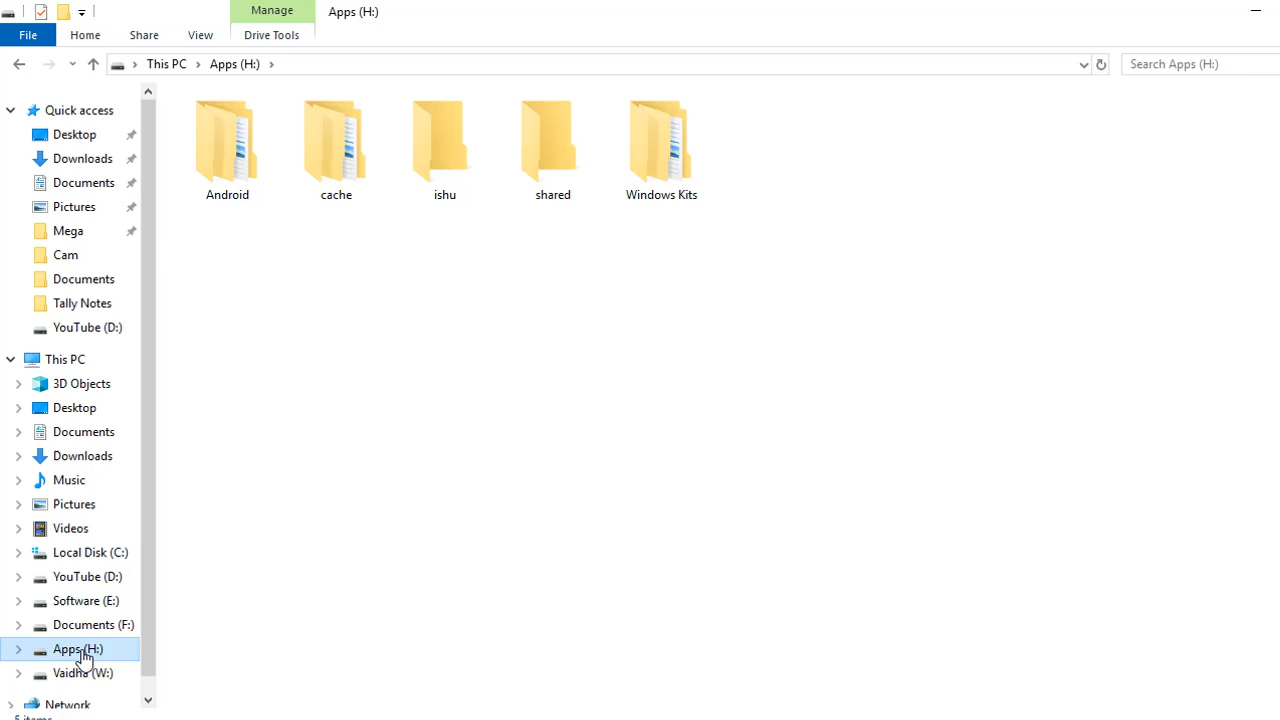 Manage
Apps (H:)
File
Home
Share
View
Drive Tools
This PC
Apps (H:)
Search Apps (H:)
Quick access
Desktop
Downloads
Documents
Pictures
Mega
Cam
Documents
Tally Notes
YouTube (D:)
This PC
3D Objects
Desktop
Documents
Downloads
Music
Pictures
Videos
Local Disk (C:)
YouTube (D:)
Software (E:)
Documents (F:)
Apps (H:)
Vaidha (W:)
Network
5 items
Android
cache
ishu
shared
Windows Kits